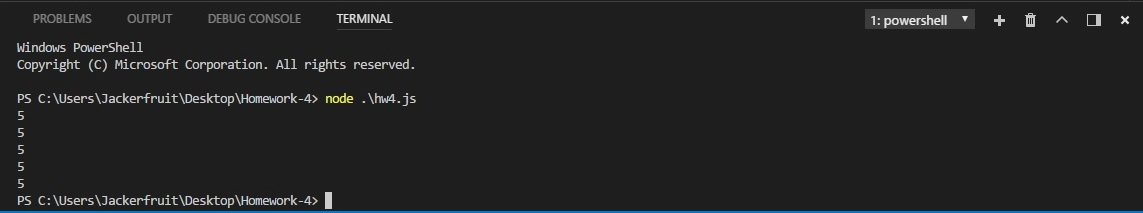 PROBLEMS OUTPUT DEBUG CONSOLE TERMINAL 1: powershell
Windows PowerShell
Copyright (C) Microsoft Corporation. All rights reserved.
PS C:\Users\Jackerfruit\Desktop\Homework-4> node .\hw4.js
5
5
5
5
5
PS C:\Users\Jackerfruit\Desktop\Homework-4>